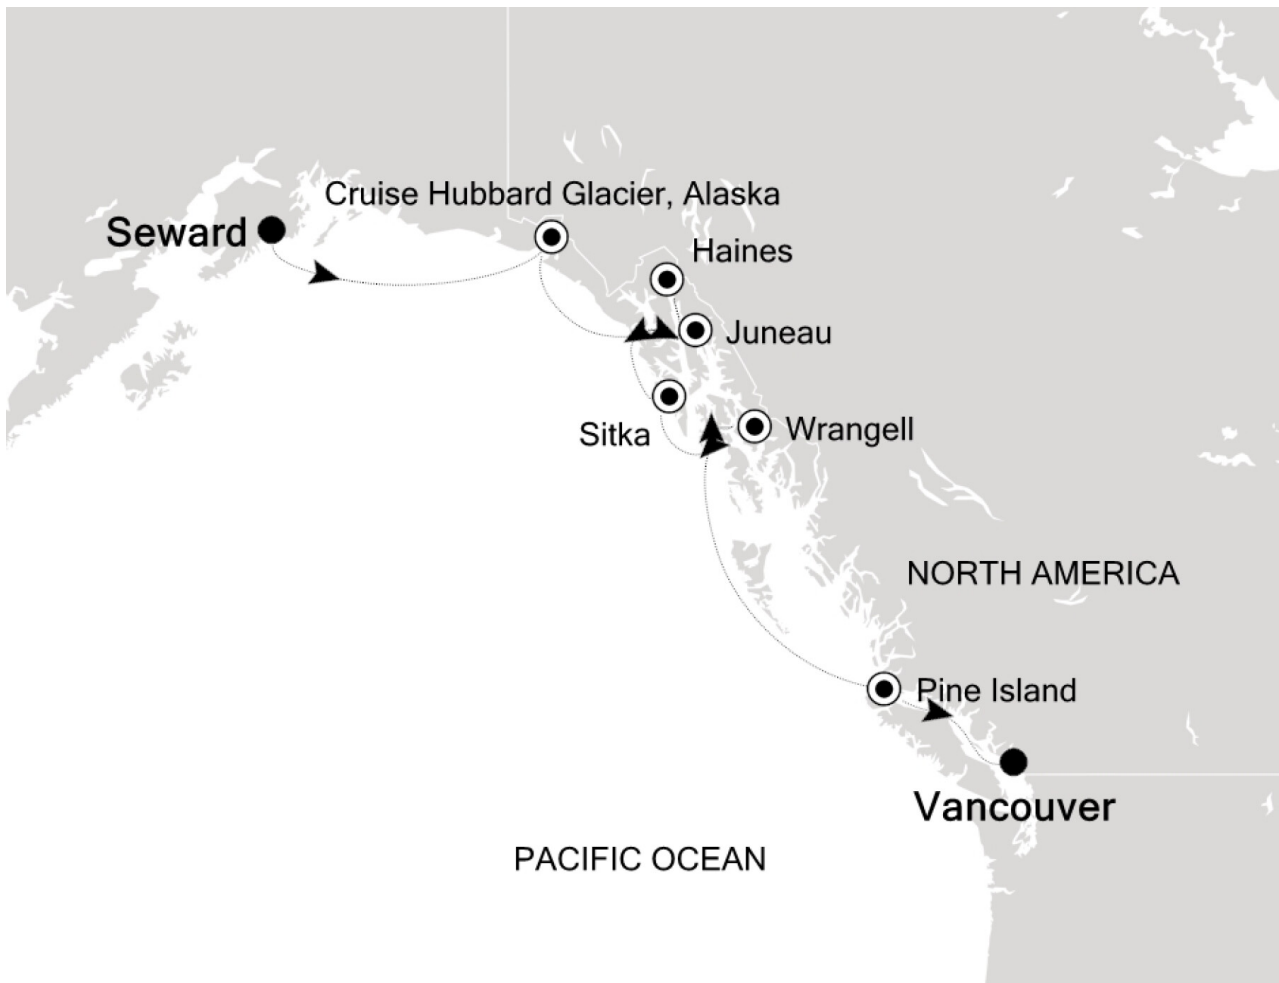 Cruise Hubbard Glacier, Alaska
Seward
Haines
Juneau
Sitka
Wrangell
NORTH AMERICA
Pine Island
Vancouver
PACIFIC OCEAN